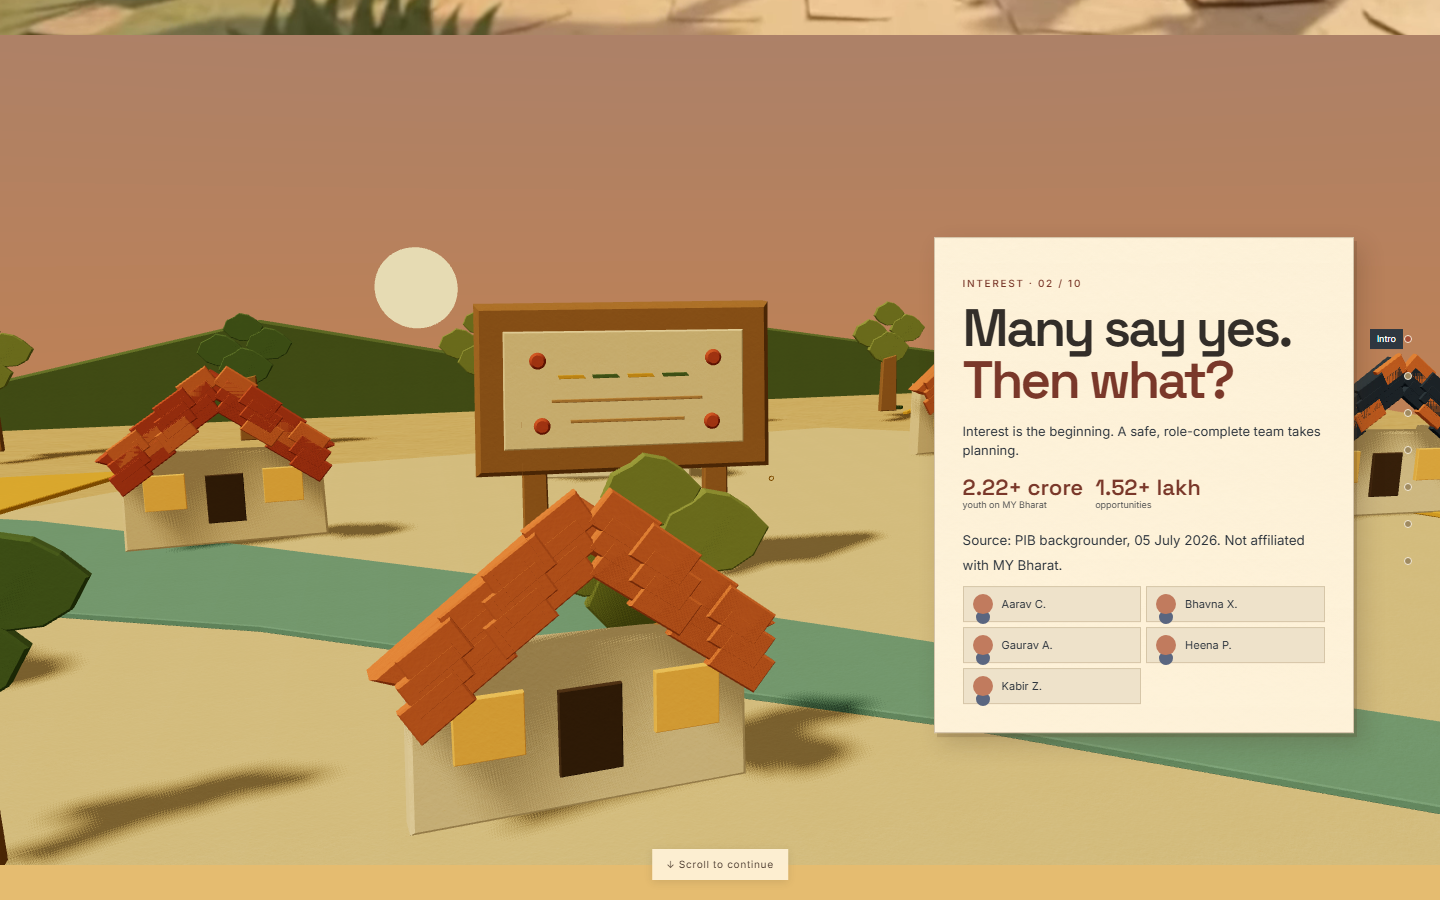 INTEREST · 02 / 10
Many say yes.
Then what?
Interest is the beginning. A safe, role-complete team takes
planning.
2.22+ crore 1.52+ lakh
youth on MY Bharat opportunities
Source: PIB backgrounder, 05 July 2026. Not affiliated
with MY Bharat.
Aarav C. Bhavna X.
Gaurav A. Heena P.
Kabir Z.
Intro
↓ Scroll to continue